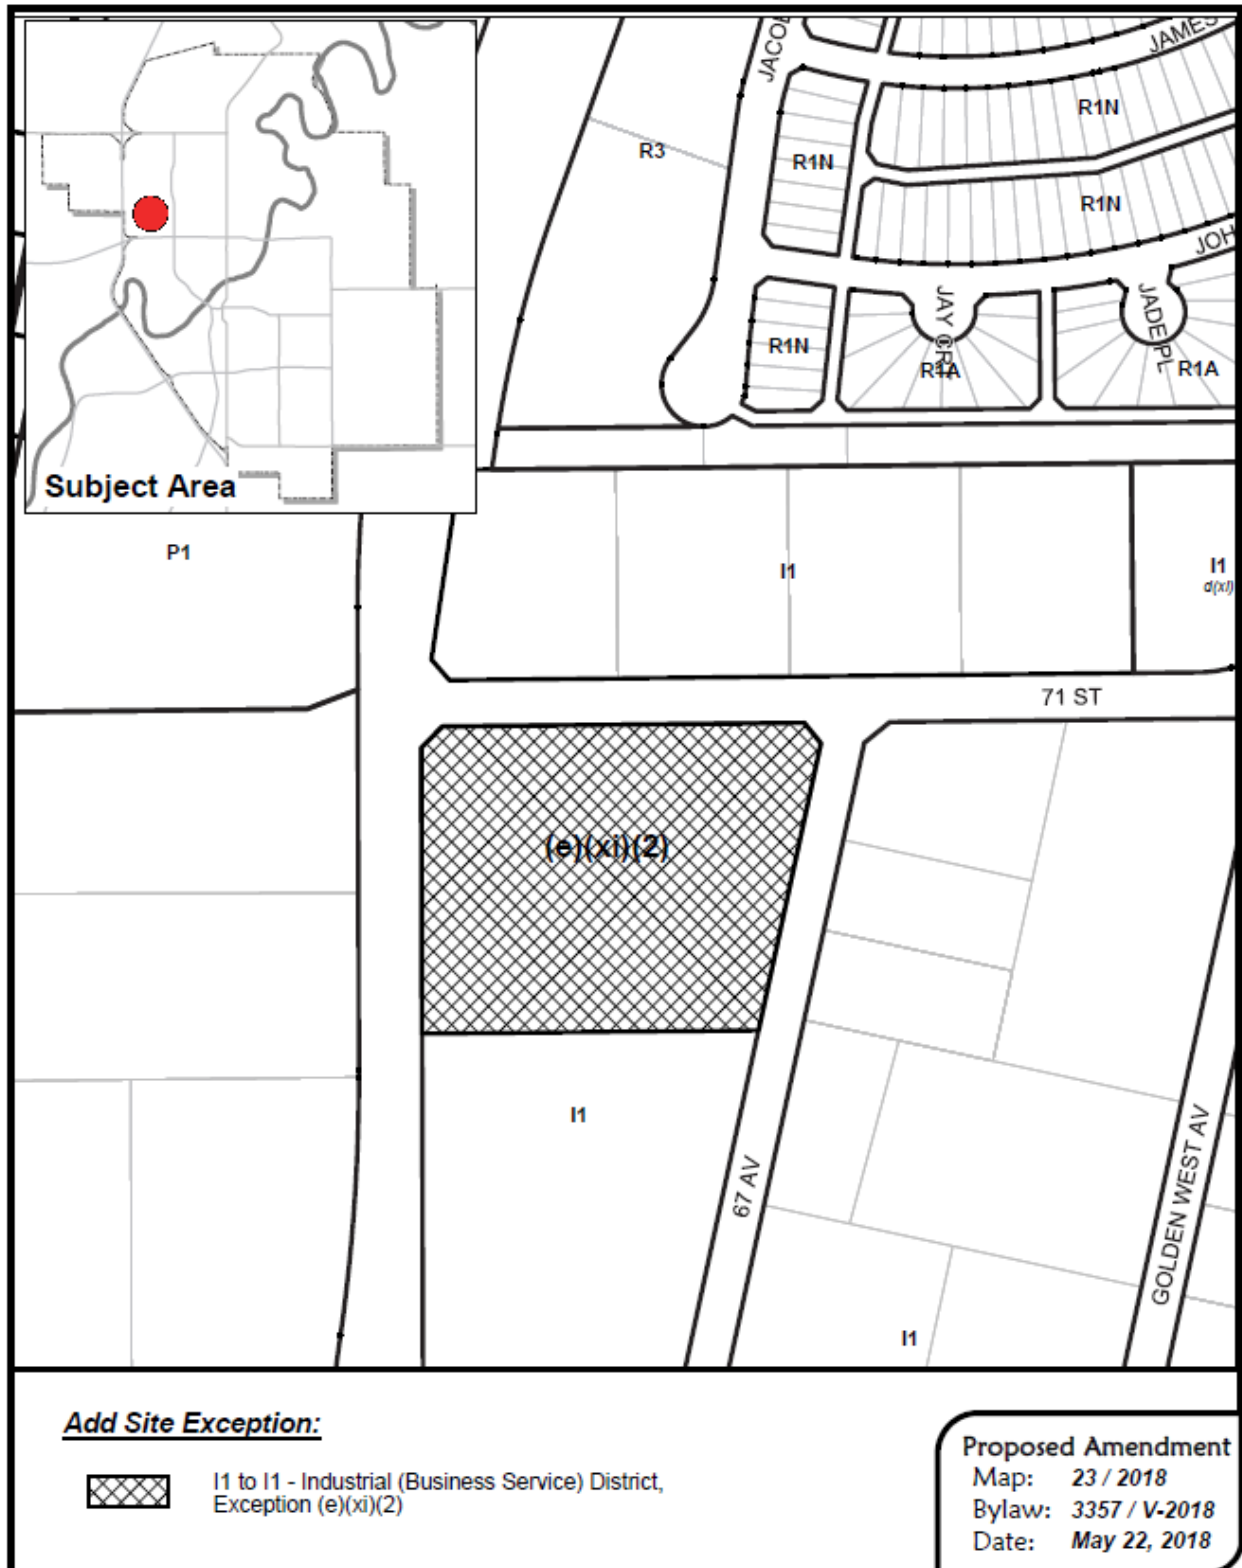 JACOB
JAMES
R1N
R3
R1N
R1N
JOH
JAY CR
JADE PL
R1N
R1A
R1A
Subject Area
P1
I1
I1
d(xi)
71 ST
(e)(xi)(2)
I1
67 AV
GOLDEN WEST AV
I1
Add Site Exception:
I1 to I1 - Industrial (Business Service) District,
Exception (e)(xi)(2)
Proposed Amendment
Map: 23 / 2018
Bylaw: 3357 / V-2018
Date: May 22, 2018